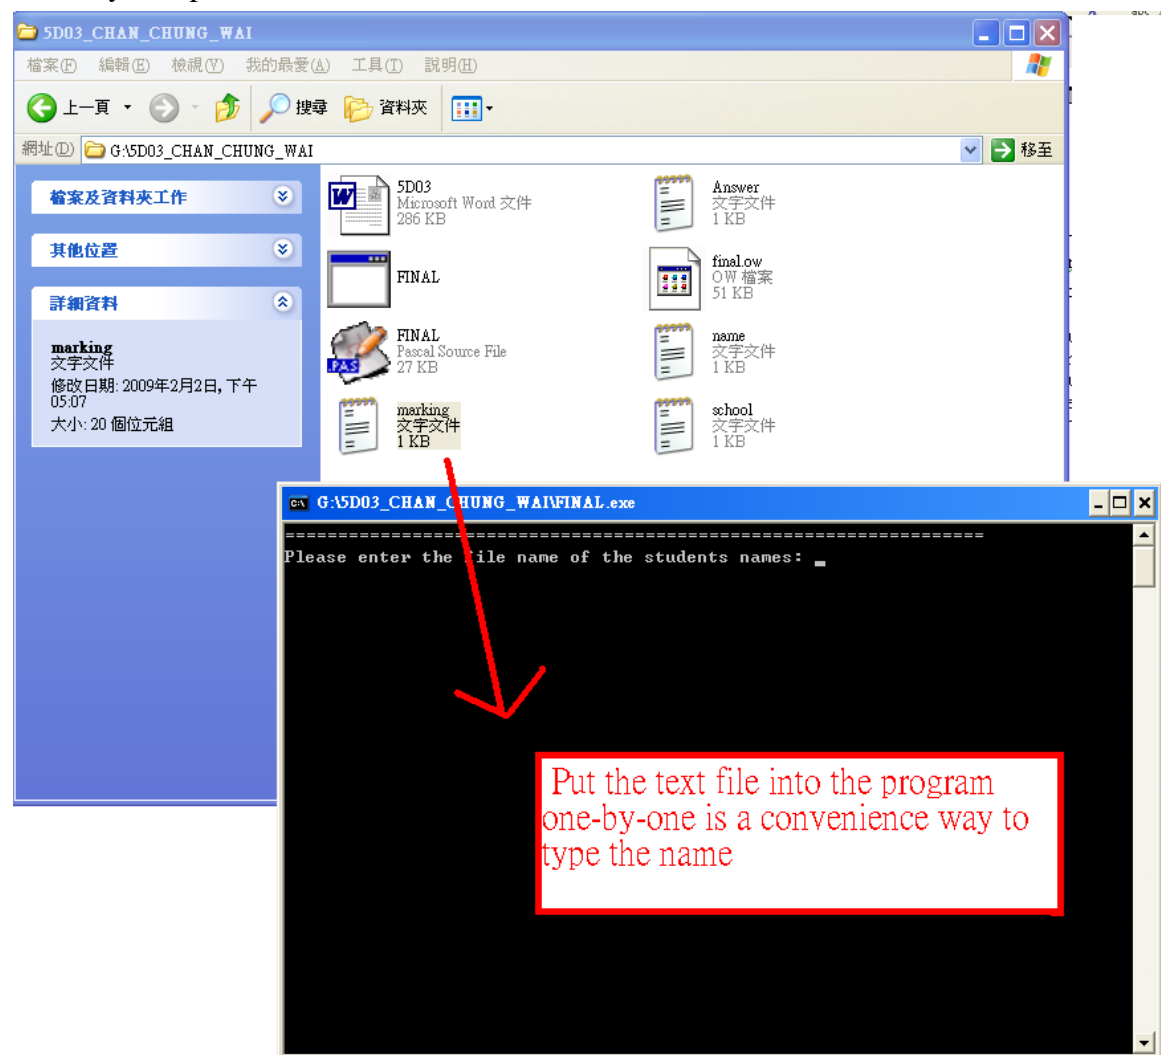 5D03_CHAN_CHUNG_WAI
檔案(F) 編輯(E) 檢視(V) 我的最愛(A) 工具(T) 說明(H)
上一頁 搜尋 資料夾
網址(D) G:\5D03_CHAN_CHUNG_WAI 移至
檔案及資料夾工作
其他位置
詳細資料
marking
文字文件
修改日期: 2009年2月2日, 下午
05:07
大小: 20 個位元組
5D03
Microsoft Word 文件
286 KB
Answer
文字文件
1 KB
FINAL
final.ow
OW 檔案
51 KB
FINAL
Pascal Source File
27 KB
PAS
name
文字文件
1 KB
marking
文字文件
1 KB
school
文字文件
1 KB
G:\5D03_CHAN_CHUNG_WAI\FINAL.exe
==================================================================
Please enter the file name of the students names: _
Put the text file into the program
one-by-one is a convenience way to
type the name